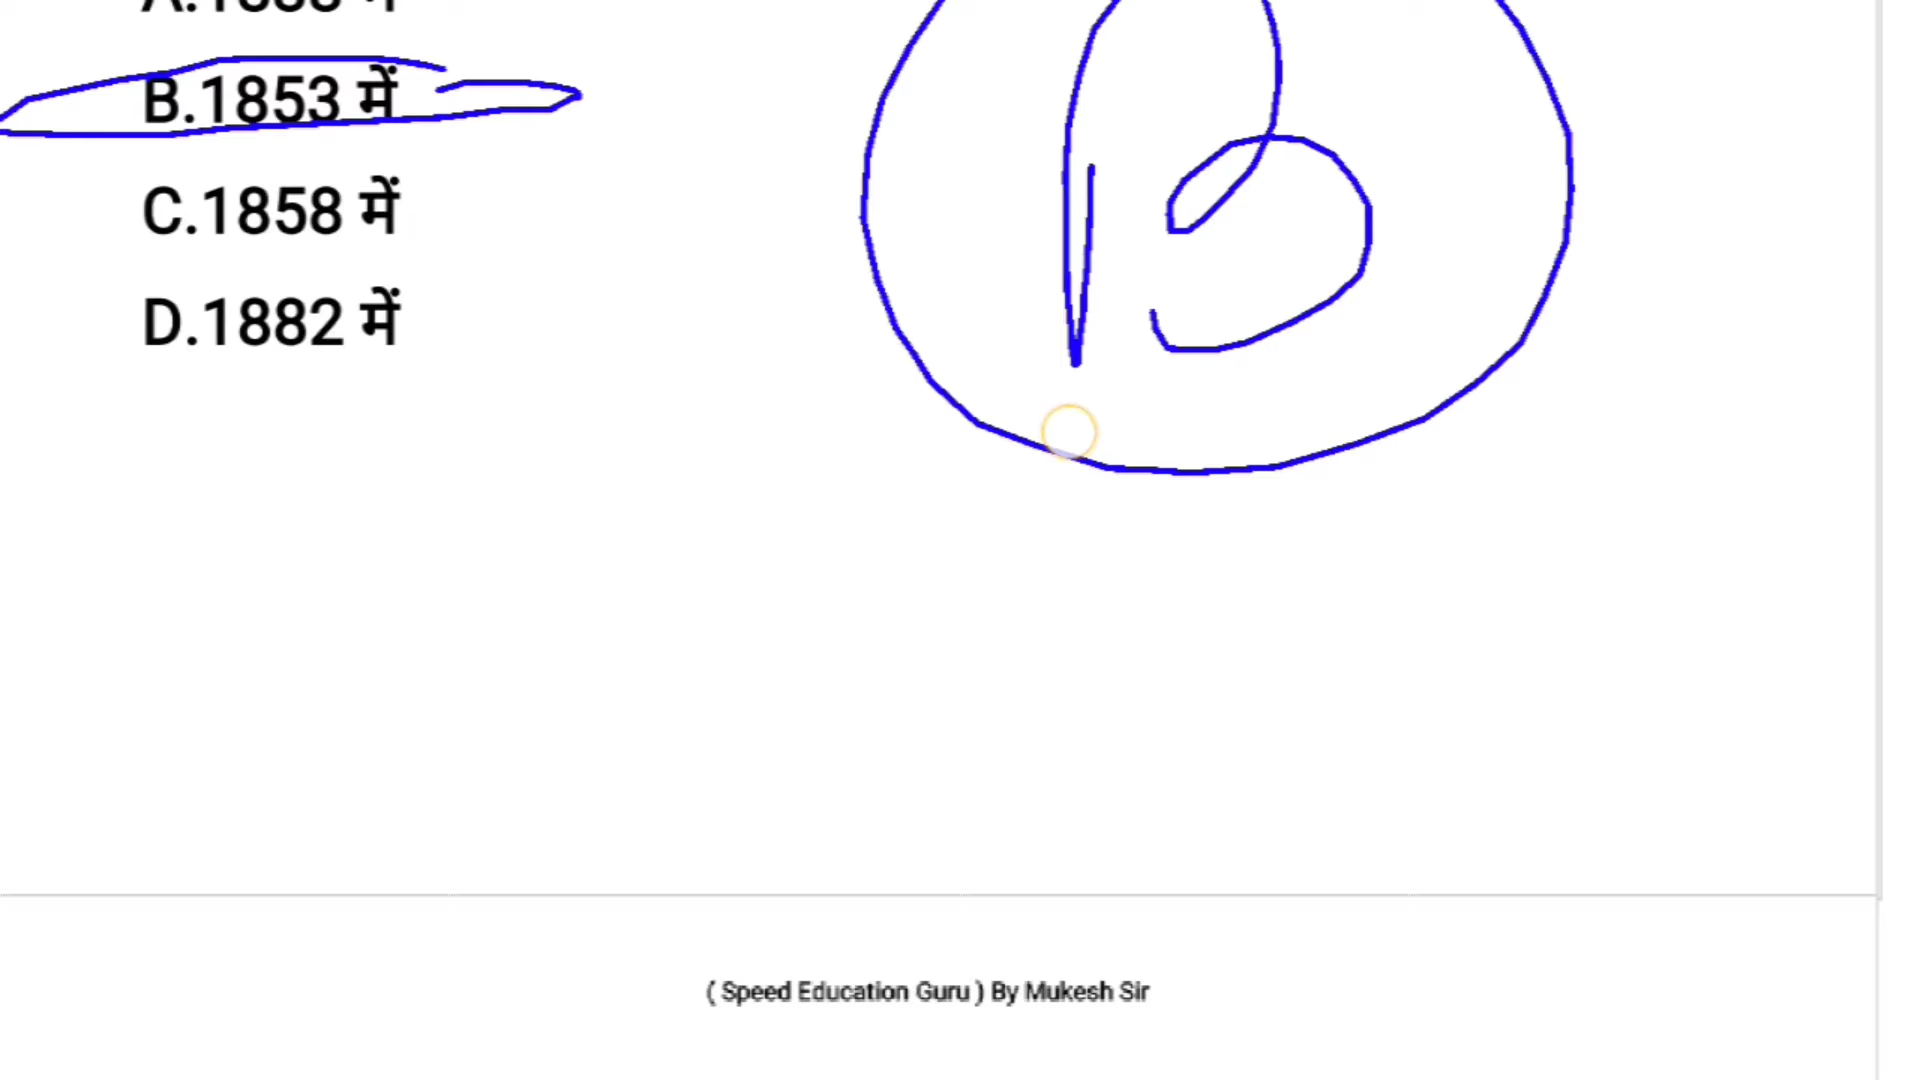 B.1853 में
B
C.1858 में
D.1882 में
( Speed Education Guru ) By Mukesh Sir